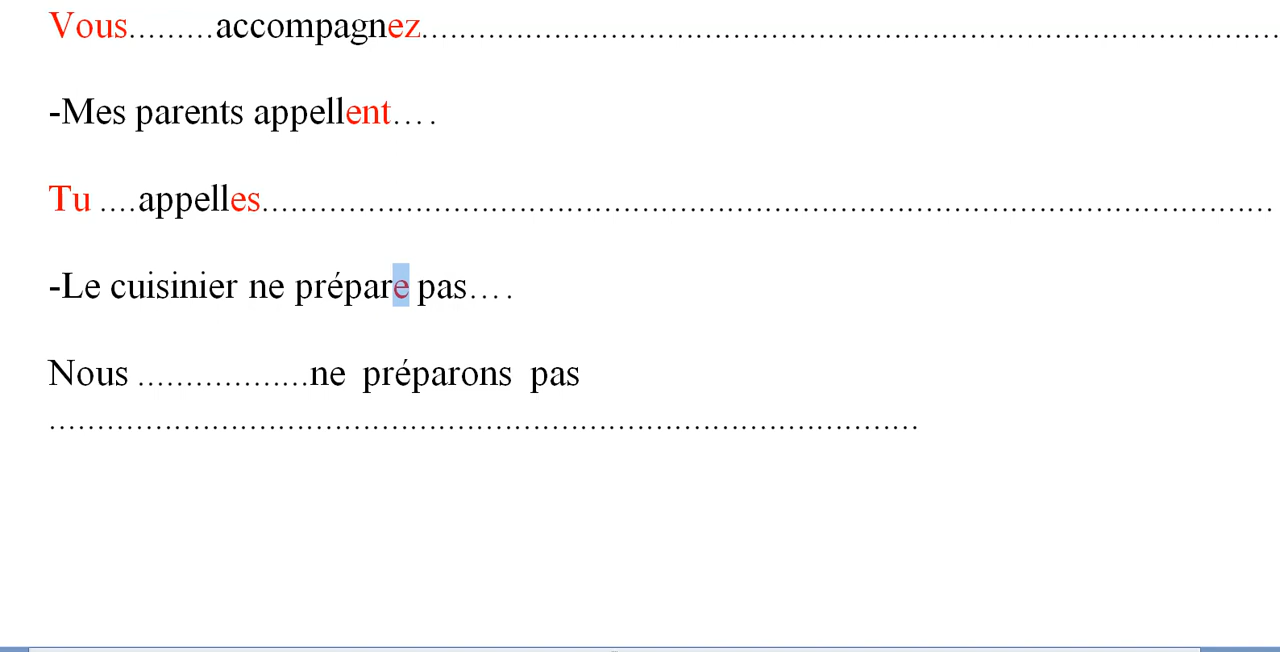 Vous.........accompagnez..........................................................................................
-Mes parents appellent....
Tu ....appelles...........................................................................................................
-Le cuisinier ne prépare pas....
Nous ..................ne préparons pas
...........................................................................................